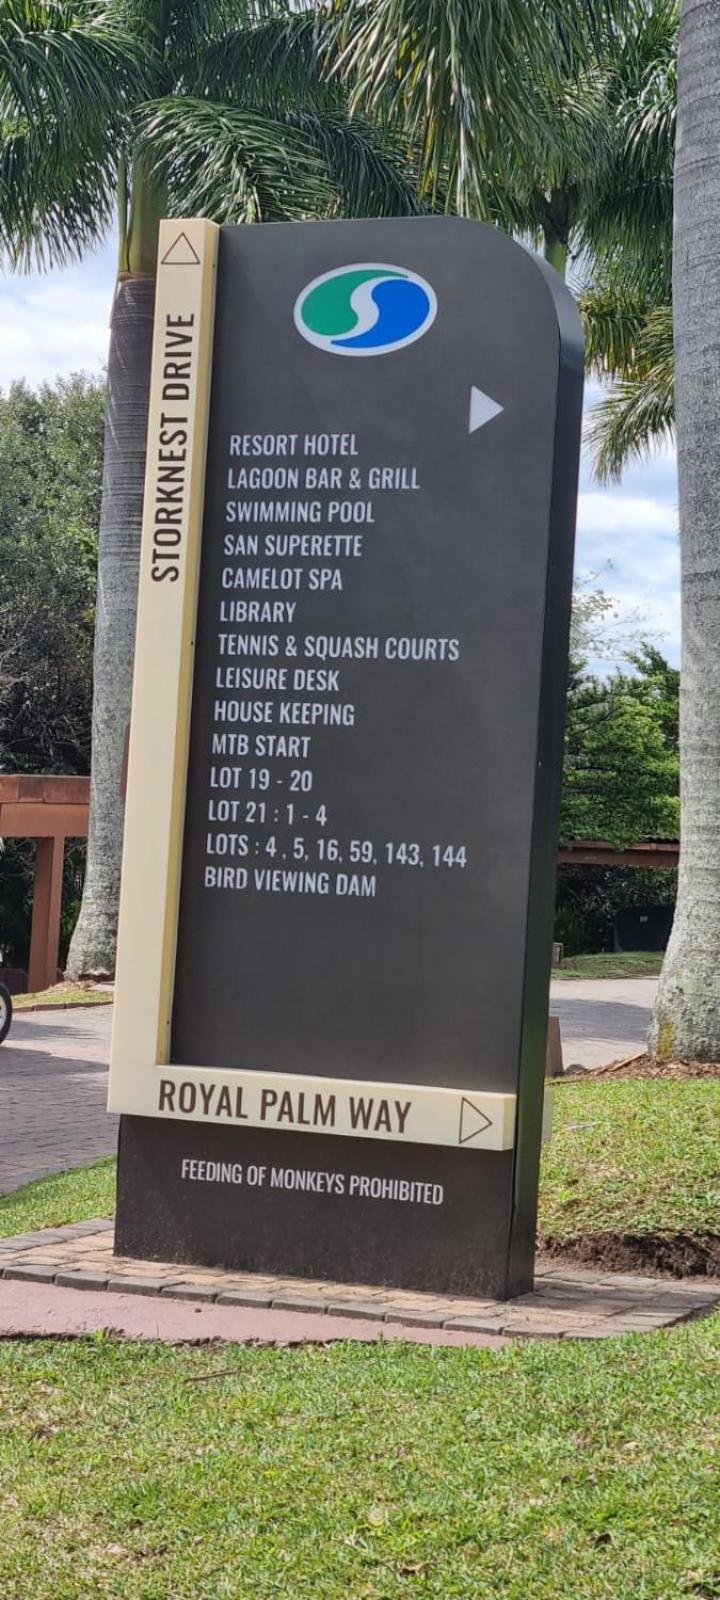 STORKNEST DRIVE
RESORT HOTEL
LAGOON BAR & GRILL
SWIMMING POOL
SAN SUPERETTE
CAMELOT SPA
LIBRARY
TENNIS & SQUASH COURTS
LEISURE DESK
HOUSE KEEPING
MTB START
LOT 19 - 20
LOT 21 : 1 - 4
LOTS : 4 , 5, 16, 59, 143, 144
BIRD VIEWING DAM
ROYAL PALM WAY
FEEDING OF MONKEYS PROHIBITED